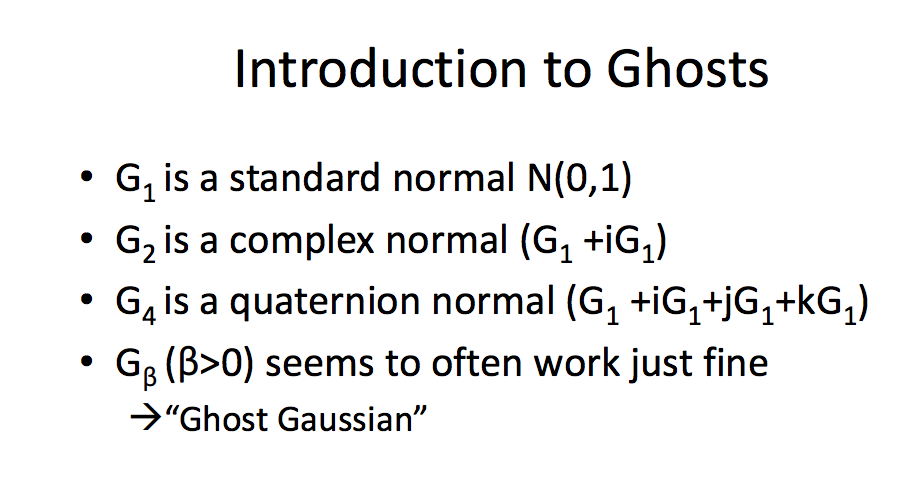 Introduction to Ghosts
• G₁ is a standard normal N(0,1)
• G₂ is a complex normal (G₁ +iG₁)
• G₄ is a quaternion normal (G₁ +iG₁+jG₁+kG₁)
• Gᵦ (β>0) seems to often work just fine
→“Ghost Gaussian”